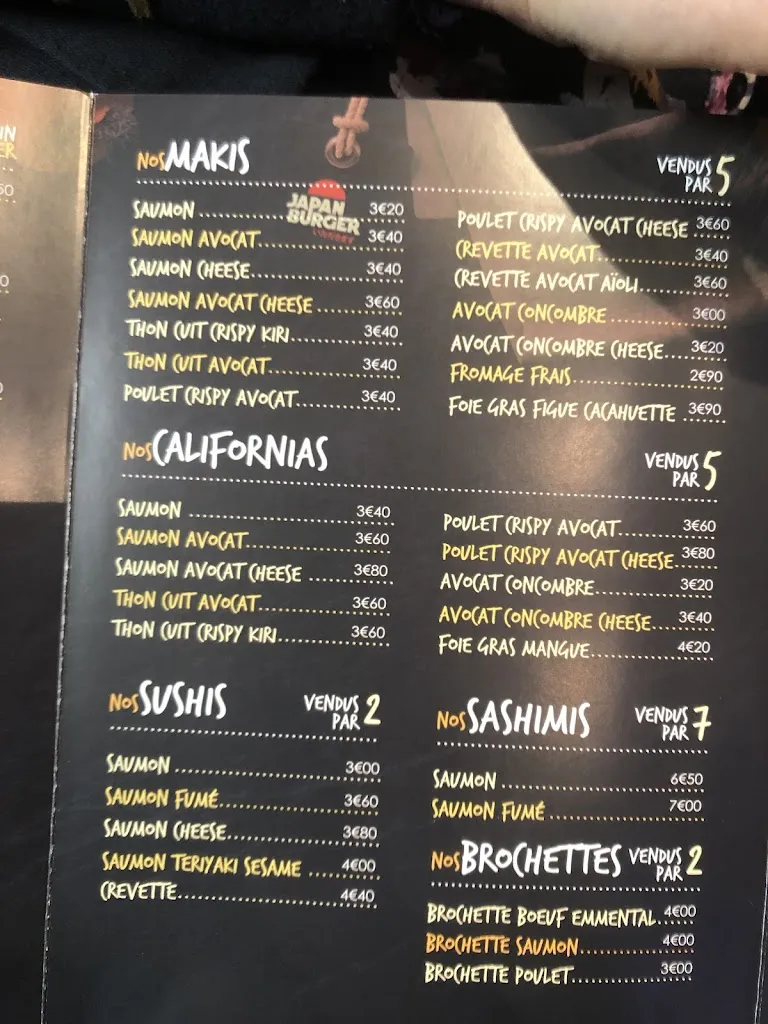 NOS MAKIS
VENDUS PAR 5
JAPAN
BURGER
SAUMON 3€20
SAUMON AVOCAT 3€40
SAUMON CHEESE 3€40
SAUMON AVOCAT CHEESE 3€60
THON CUIT CRISPY KIRI 3€40
THON CUIT AVOCAT 3€40
POULET CRISPY AVOCAT 3€40
POULET CRISPY AVOCAT CHEESE 3€60
CREVETTE AVOCAT 3€40
CREVETTE AVOCAT AÏOLI 3€60
AVOCAT CONCOMBRE 3€00
AVOCAT CONCOMBRE CHEESE 3€20
FROMAGE FRAIS 2€90
FOIE GRAS FIGUE CACAHUETTE 3€90
NOS CALIFORNIAS
VENDUS PAR 5
SAUMON 3€40
SAUMON AVOCAT 3€60
SAUMON AVOCAT CHEESE 3€80
THON CUIT AVOCAT 3€60
THON CUIT CRISPY KIRI 3€60
POULET CRISPY AVOCAT 3€60
POULET CRISPY AVOCAT CHEESE 3€80
AVOCAT CONCOMBRE 3€20
AVOCAT CONCOMBRE CHEESE 3€40
FOIE GRAS MANGUE 4€20
NOS SUSHIS VENDUS PAR 2
SAUMON 3€00
SAUMON FUMÉ 3€60
SAUMON CHEESE 3€80
SAUMON TERIYAKI SESAME 4€00
CREVETTE 4€40
NOS SASHIMIS VENDUS PAR 7
SAUMON 6€50
SAUMON FUMÉ 7€00
NOS BROCHETTES VENDUS PAR 2
BROCHETTE BOEUF EMMENTAL 4€00
BROCHETTE SAUMON 4€00
BROCHETTE POULET 3€00